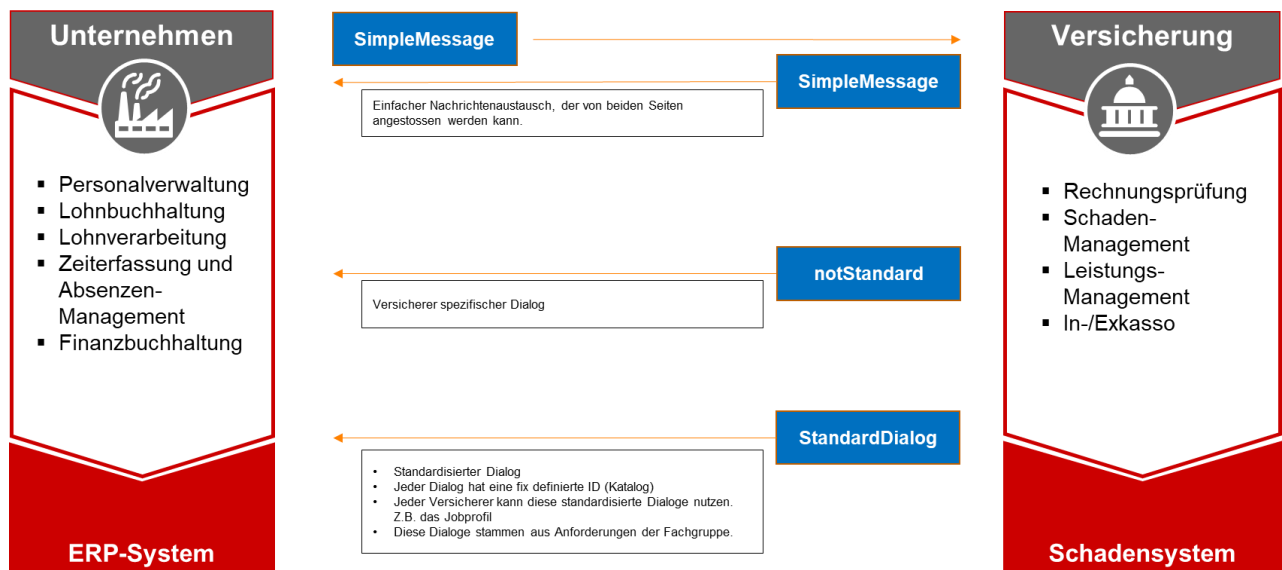 Unternehmen
▪ Personalverwaltung
▪ Lohnbuchhaltung
▪ Lohnverarbeitung
▪ Zeiterfassung und
Absenzen-
Management
▪ Finanzbuchhaltung
ERP-System
SimpleMessage
SimpleMessage
Einfacher Nachrichtenaustausch, der von beiden Seiten
angestossen werden kann.
notStandard
Versicherer spezifischer Dialog
StandardDialog
• Standardisierter Dialog
• Jeder Dialog hat eine fix definierte ID (Katalog)
• Jeder Versicherer kann diese standardisierte Dialoge nutzen.
Z.B. das Jobprofil
• Diese Dialoge stammen aus Anforderungen der Fachgruppe.
Versicherung
▪ Rechnungsprüfung
▪ Schaden-
Management
▪ Leistungs-
Management
▪ In-/Exkasso
Schadensystem